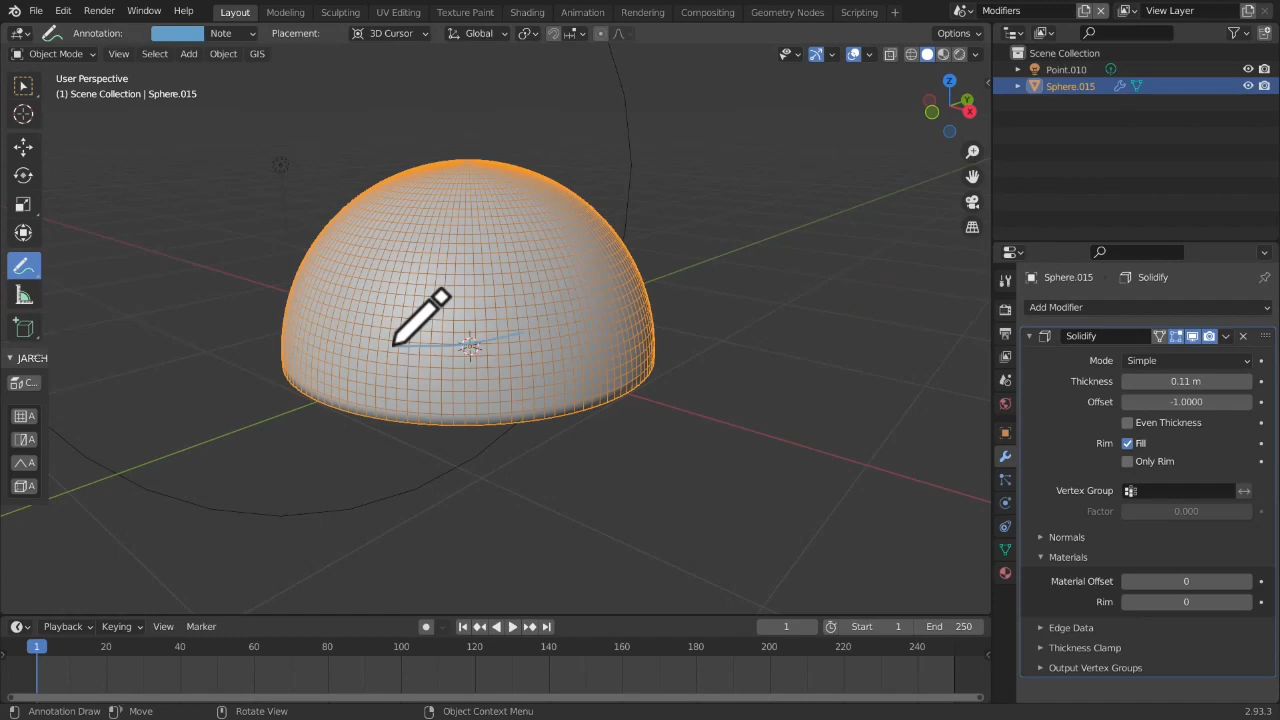 File Edit Render Window Help Layout Modeling Sculpting UV Editing Texture Paint Shading Animation Rendering Compositing Geometry Nodes Scripting + Modifiers View Layer
Annotation: Note Placement: 3D Cursor Global Options
Object Mode View Select Add Object GIS
User Perspective
(1) Scene Collection | Sphere.015
Z
Y
X
JARCH
C...
A
A
A
A
Scene Collection
Point.010
Sphere.015
Sphere.015 Solidify
Add Modifier
Solidify
Mode Simple
Thickness 0.11 m
Offset -1.0000
Even Thickness
Rim Fill
Only Rim
Vertex Group
Factor 0.000
Normals
Materials
Material Offset 0
Rim 0
Edge Data
Thickness Clamp
Output Vertex Groups
Playback Keying View Marker 1 Start 1 End 250
1 20 40 60 80 100 120 140 160 180 200 220 240
Annotation Draw Move Rotate View Object Context Menu 2.93.3